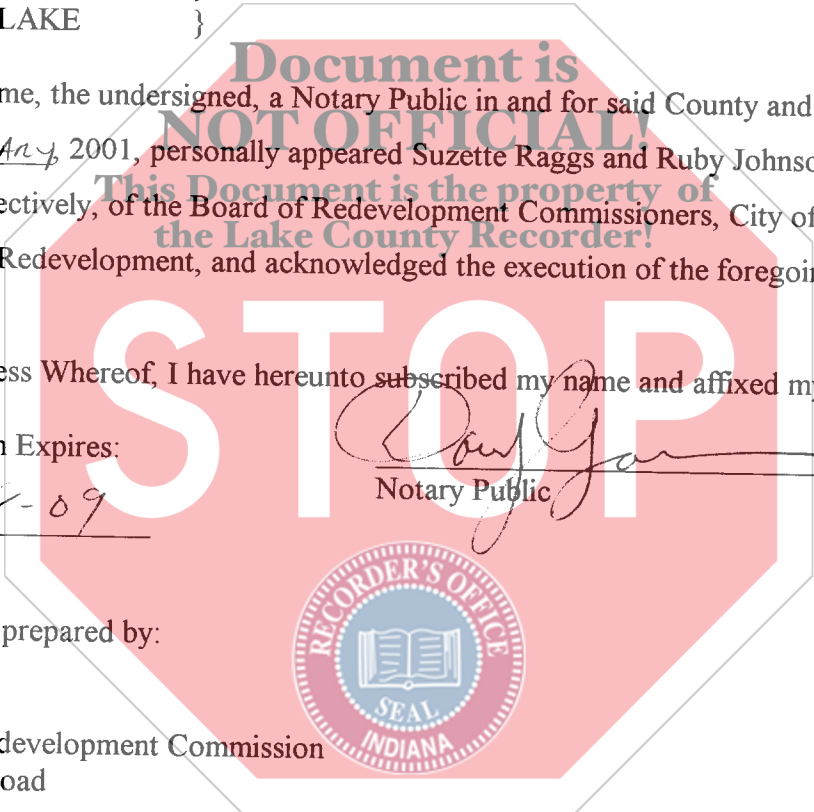 LAKE }
Document is
me, the undersigned, a Notary Public in and for said County and
NOT OFFICIAL!
Any 2001, personally appeared Suzette Raggs and Ruby Johnso
This Document is the property of
ectively, of the Board of Redevelopment Commissioners, City of
the Lake County Recorder!
Redevelopment, and acknowledged the execution of the foregoin
STOP
ess Whereof, I have hereunto subscribed my name and affixed my
n Expires:
-09
Notary Public
RECORDER'S OFFICE
SEAL
INDIANA
prepared by:
development Commission
oad